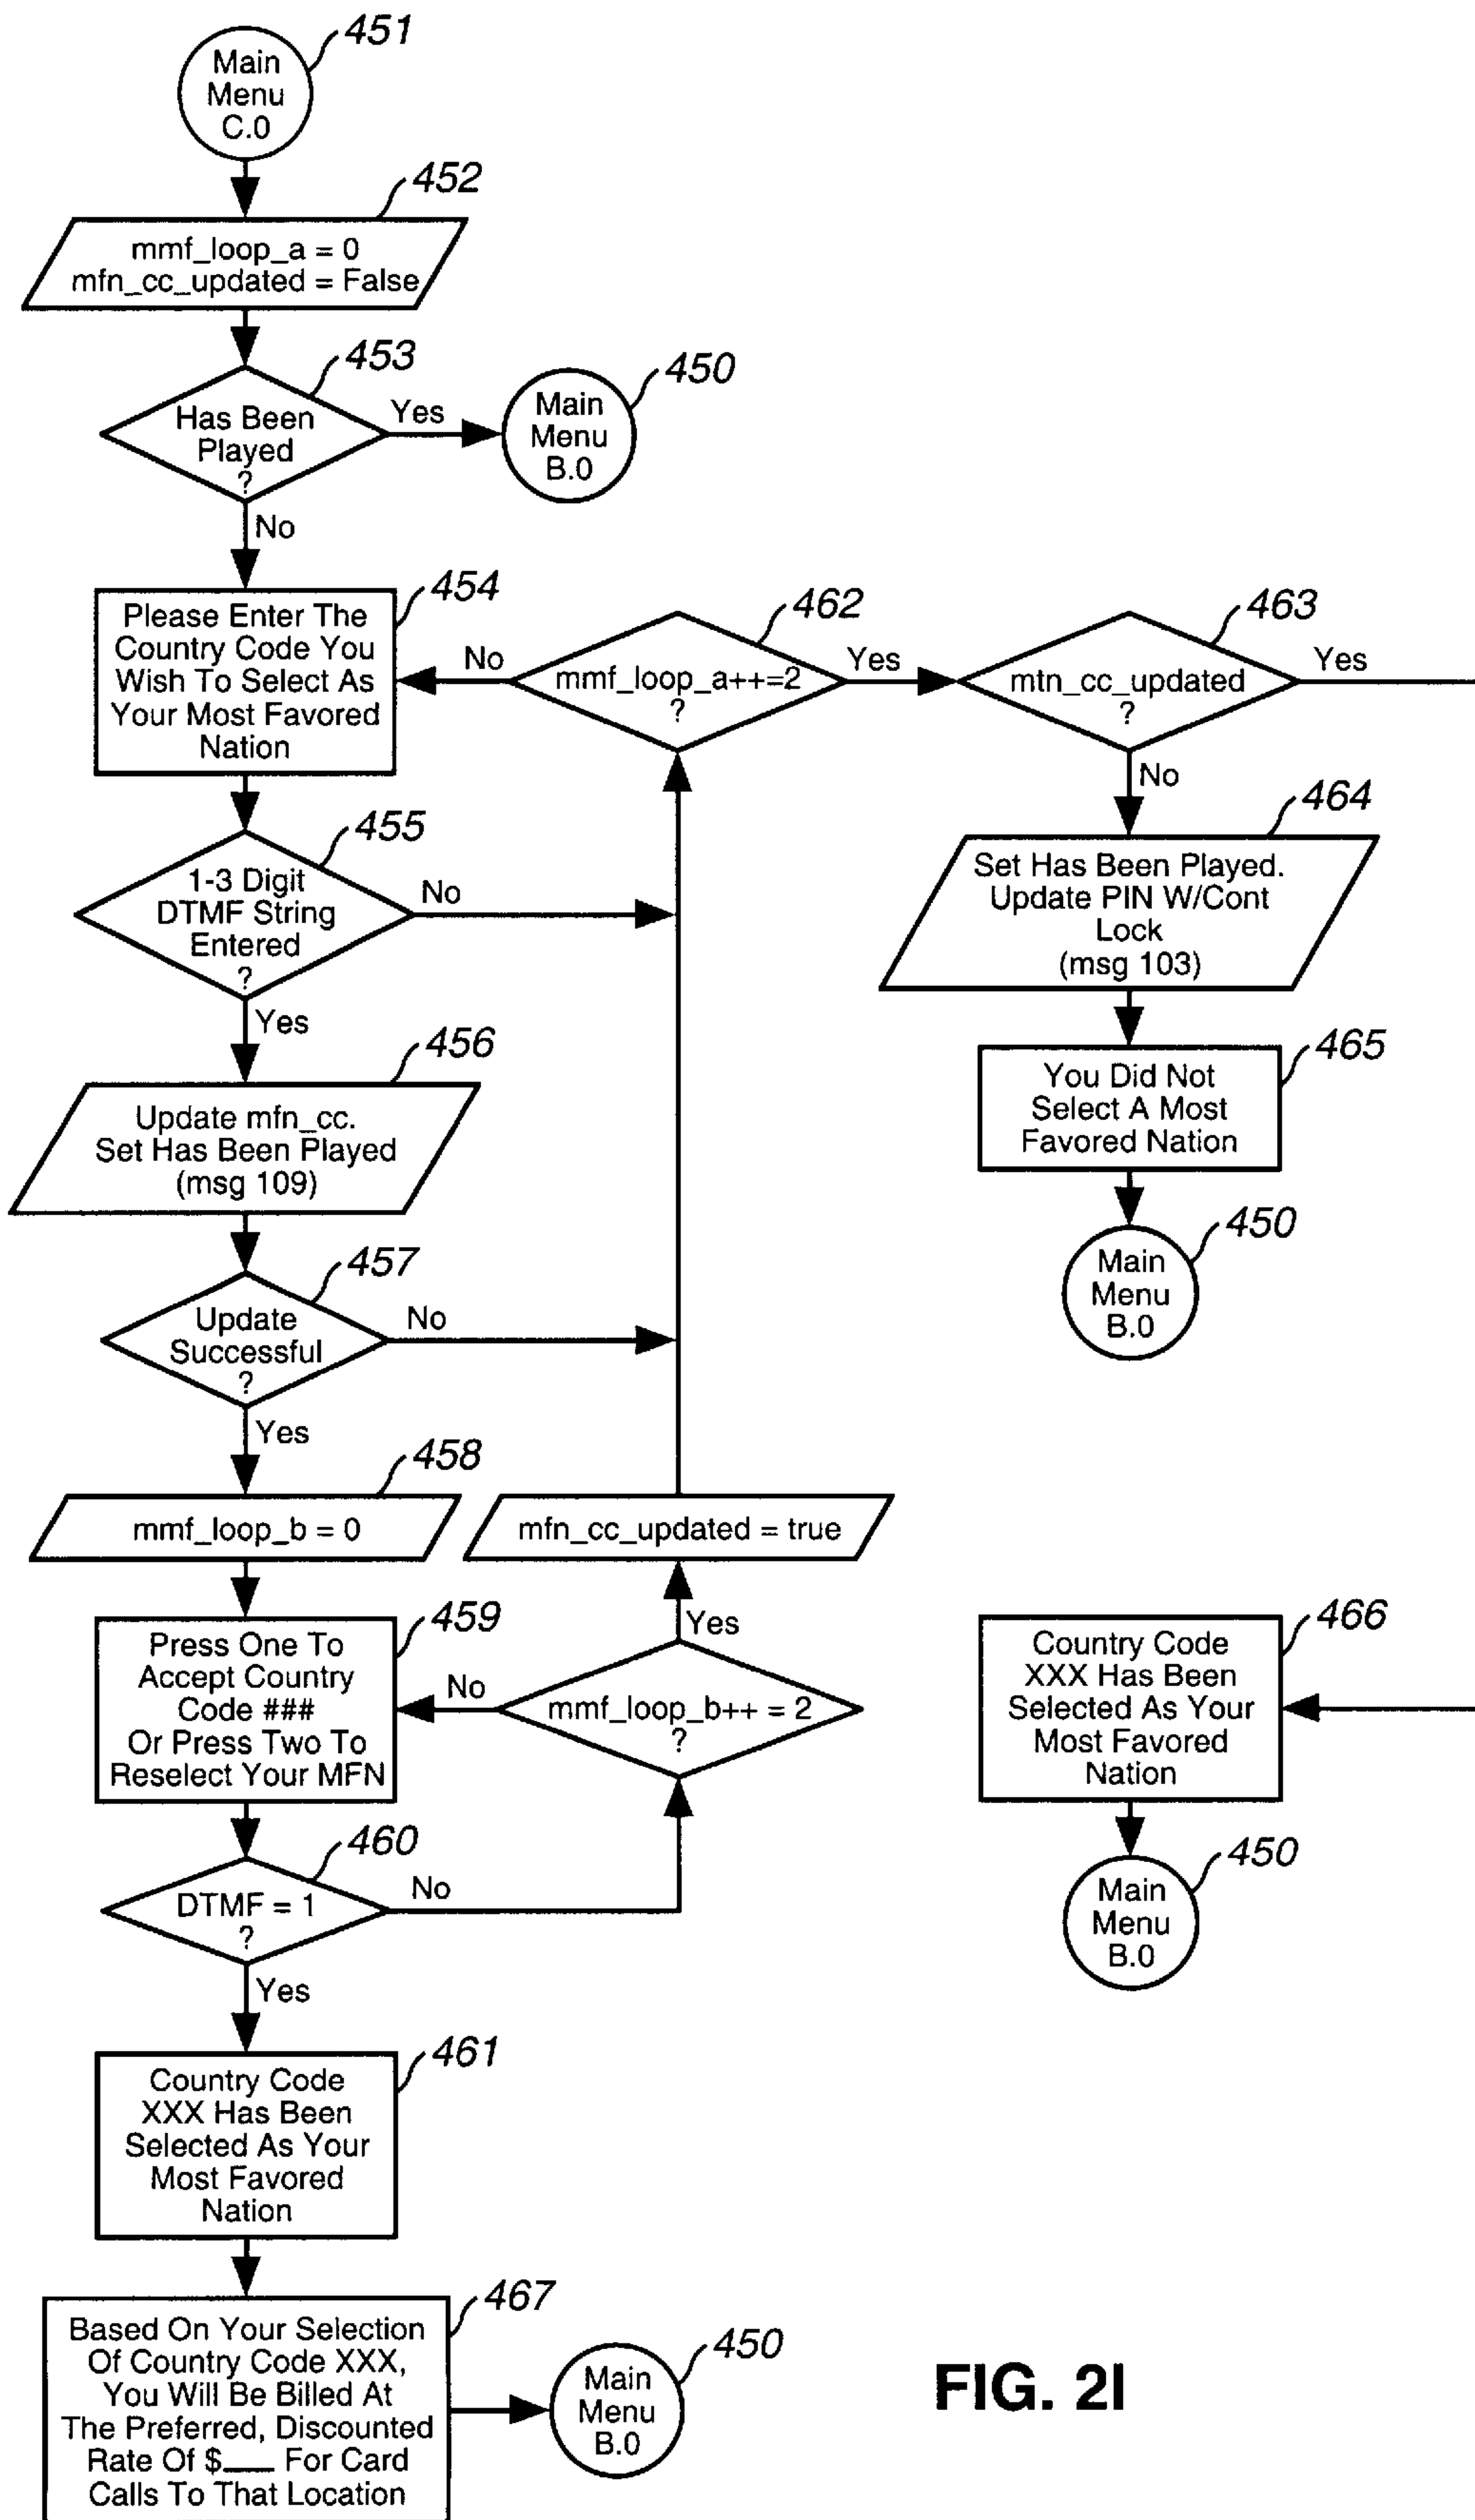 451
Main
Menu
C.0
452
mmf_loop_a = 0
mfn_cc_updated = False
453
Has Been
Played
?
Yes
Main
Menu
B.0
450
No
454
Please Enter The
Country Code You
Wish To Select As
Your Most Favored
Nation
No
462
mmf_loop_a++=2
?
Yes
463
mtn_cc_updated
?
Yes
No
464
Set Has Been Played.
Update PIN W/Cont
Lock
(msg 103)
465
You Did Not
Select A Most
Favored Nation
450
Main
Menu
B.0
455
1-3 Digit
DTMF String
Entered
?
No
Yes
456
Update mfn_cc.
Set Has Been Played
(msg 109)
457
Update
Successful
?
No
Yes
458
mmf_loop_b = 0
mfn_cc_updated = true
459
Press One To
Accept Country
Code ###
Or Press Two To
Reselect Your MFN
Yes
No
mmf_loop_b++ = 2
?
466
Country Code
XXX Has Been
Selected As Your
Most Favored
Nation
450
Main
Menu
B.0
460
DTMF = 1
?
No
Yes
461
Country Code
XXX Has Been
Selected As Your
Most Favored
Nation
467
Based On Your Selection
Of Country Code XXX,
You Will Be Billed At
The Preferred, Discounted
Rate Of $___ For Card
Calls To That Location
450
Main
Menu
B.0
FIG. 2I